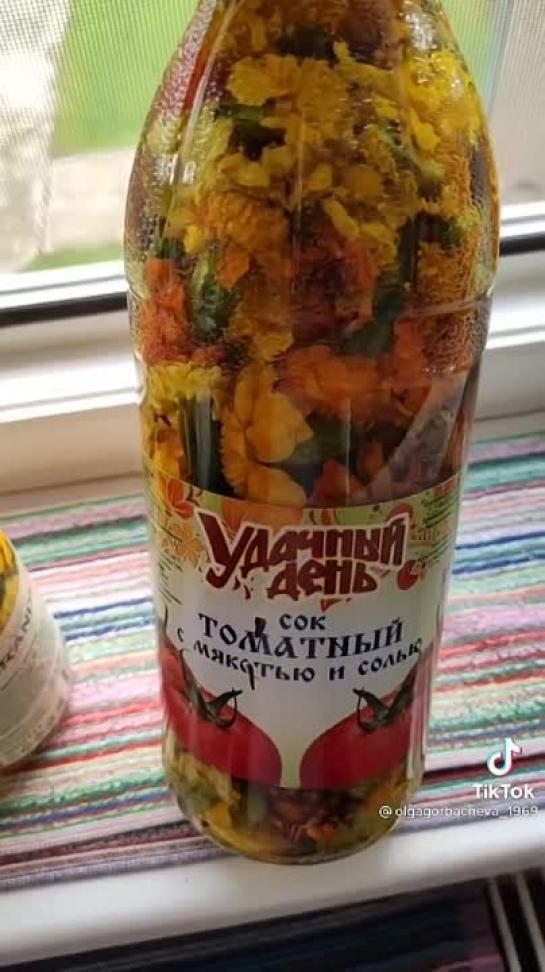 Удачный
день
сок
томатный
с мякотью и солью
TikTok
@olgagorbacheva_1969